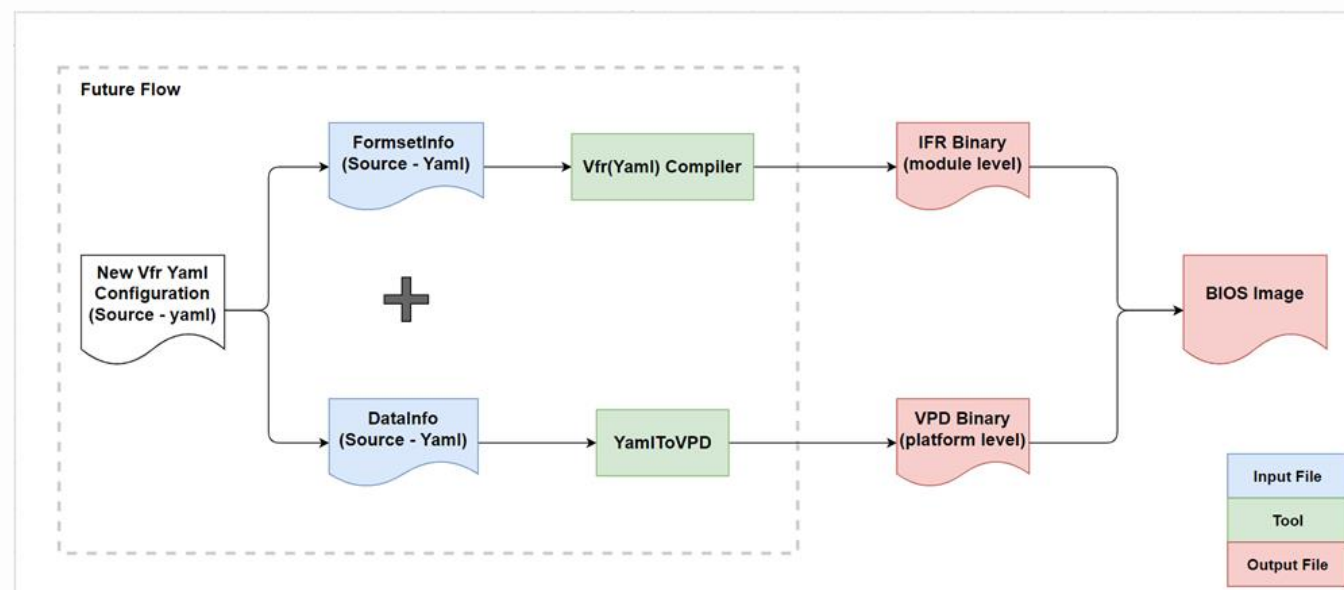 Future Flow
FormsetInfo
(Source - Yaml)
Vfr(Yaml) Compiler
IFR Binary
(module level)
New Vfr Yaml
Configuration
(Source - yaml)
BIOS Image
DataInfo
(Source - Yaml)
YamlToVPD
VPD Binary
(platform level)
Input File
Tool
Output File